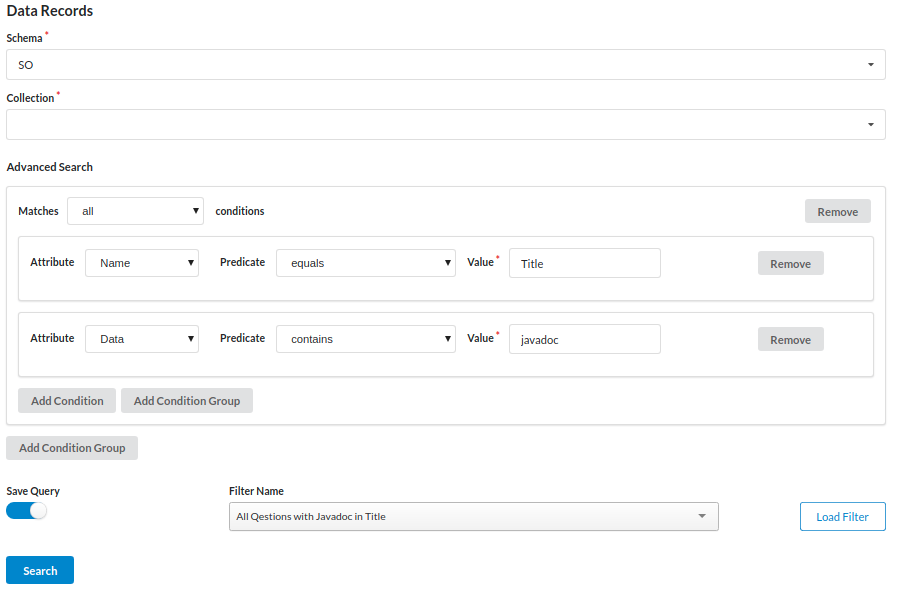 Data Records
Schema *
SO
Collection *
Advanced Search
Matches all conditions Remove
Attribute Name Predicate equals Value * Title Remove
Attribute Data Predicate contains Value * javadoc Remove
Add Condition Add Condition Group
Add Condition Group
Save Query Filter Name
All Qestions with Javadoc in Title Load Filter
Search